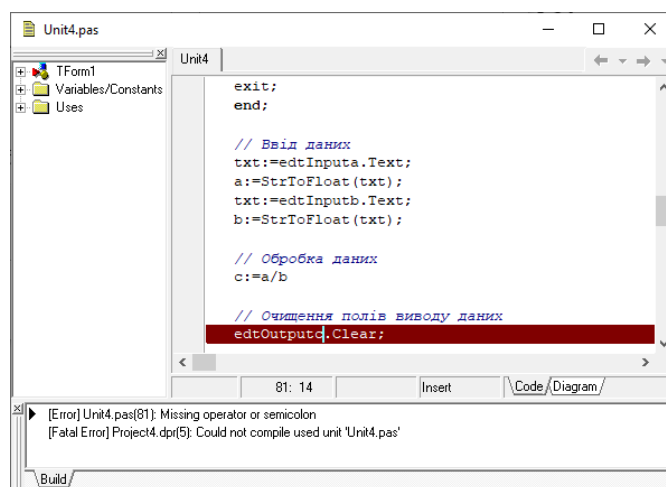 Unit4.pas
TForm1
Variables/Constants
Uses
Unit4
exit;
end;
// Ввід даних
txt:=edtInputa.Text;
a:=StrToFloat(txt);
txt:=edtInputb.Text;
b:=StrToFloat(txt);
// Обробка даних
c:=a/b
// Очищення полів виводу даних
edtOutputc.Clear;
81: 14
Insert
Code
Diagram
[Error] Unit4.pas(81): Missing operator or semicolon
[Fatal Error] Project4.dpr(5): Could not compile used unit 'Unit4.pas'
Build